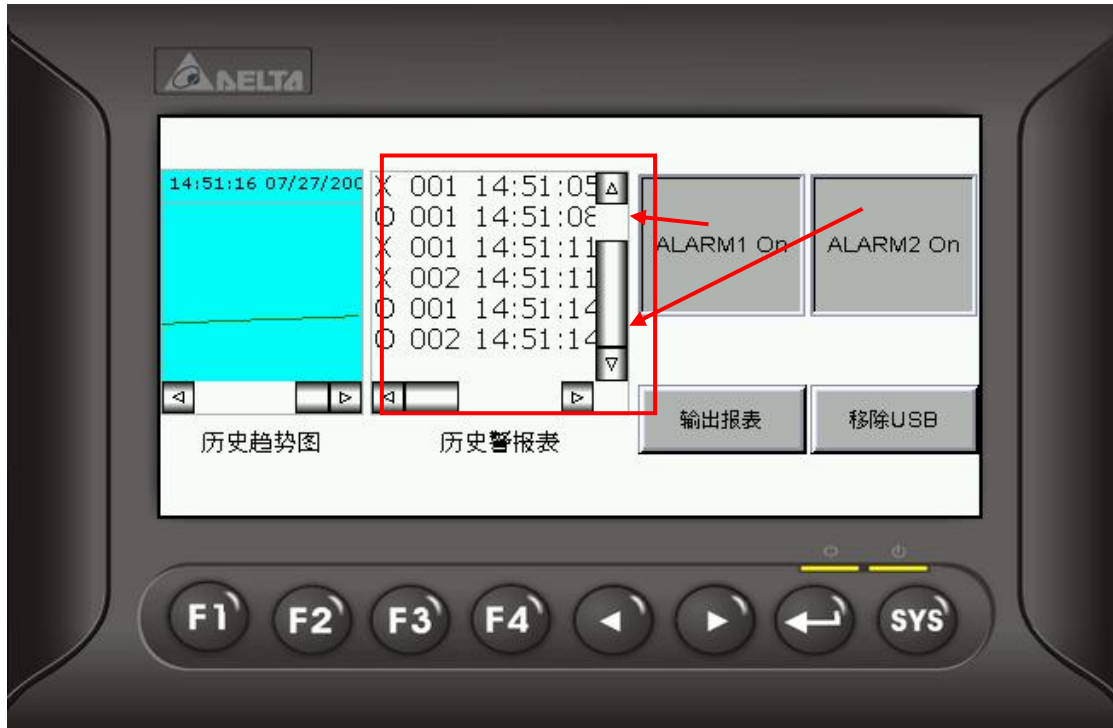 DELTA
14:51:16 07/27/200
X 001 14:51:05
O 001 14:51:08
X 001 14:51:11
X 002 14:51:11
O 001 14:51:14
O 002 14:51:14
ALARM1 On
ALARM2 On
输出报表
移除USB
历史趋势图
历史警报表
F1
F2
F3
F4
SYS